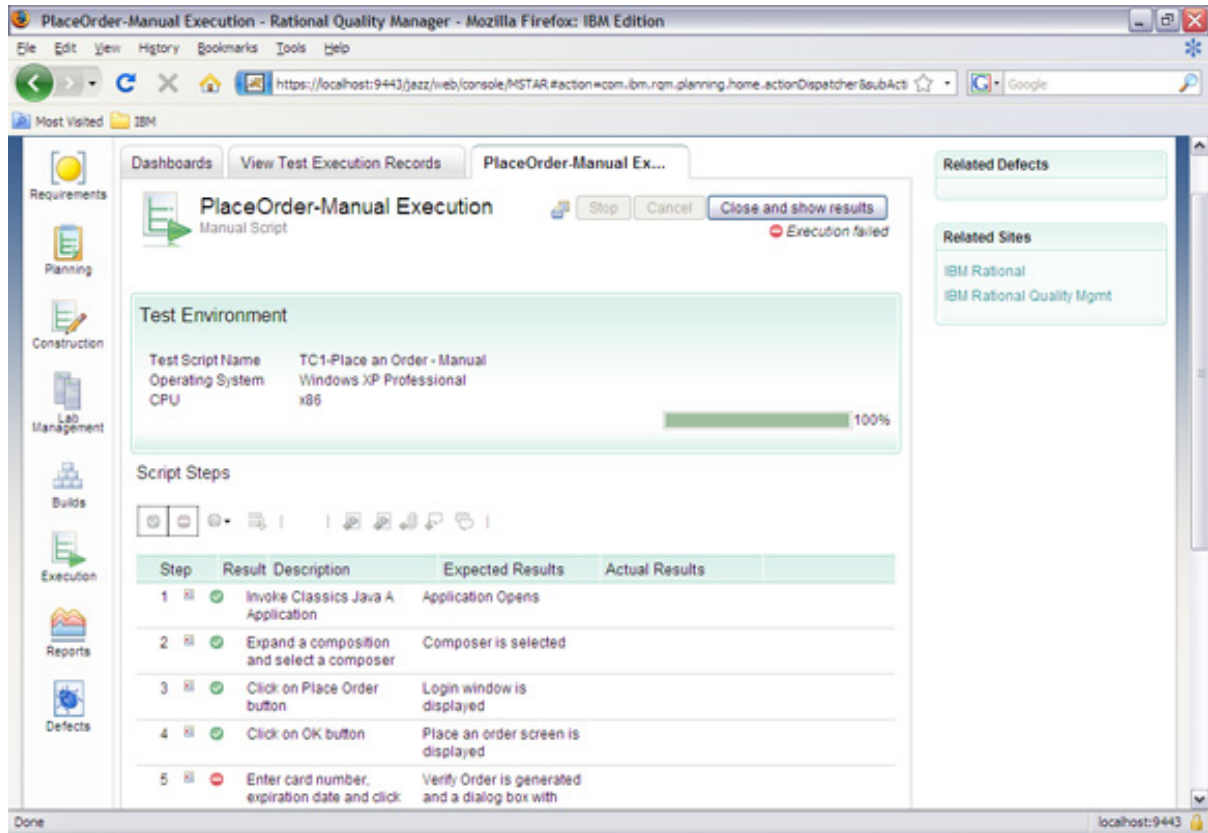 PlaceOrder-Manual Execution - Rational Quality Manager - Mozilla Firefox: IBM Edition
File Edit View History Bookmarks Tools Help
https://localhost:9443/jazz/web/console/MSTAR#action=com.ibm.rqm.planning.home.actionDispatcher&subActi
Google
Most Visited IBM
Dashboards View Test Execution Records PlaceOrder-Manual Ex...
PlaceOrder-Manual Execution
Stop Cancel Close and show results
Manual Script
Execution failed
Requirements
Planning
Construction
Lab
Management
Builds
Execution
Reports
Defects
Test Environment
Test Script Name TC1-Place an Order - Manual
Operating System Windows XP Professional
CPU x86
100%
Script Steps
Step Result Description Expected Results Actual Results
1 Invoke Classics Java A Application Opens
Application
2 Expand a composition Composer is selected
and select a composer
3 Click on Place Order Login window is
button displayed
4 Click on OK button Place an order screen is
displayed
5 Enter card number, Verify Order is generated
expiration date and click and a dialog box with
Related Defects
Related Sites
IBM Rational
IBM Rational Quality Mgmt
Done localhost:9443